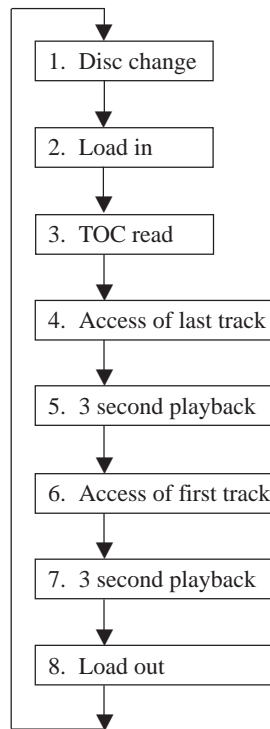 1. Disc change
2. Load in
3. TOC read
4. Access of last track
5. 3 second playback
6. Access of first track
7. 3 second playback
8. Load out